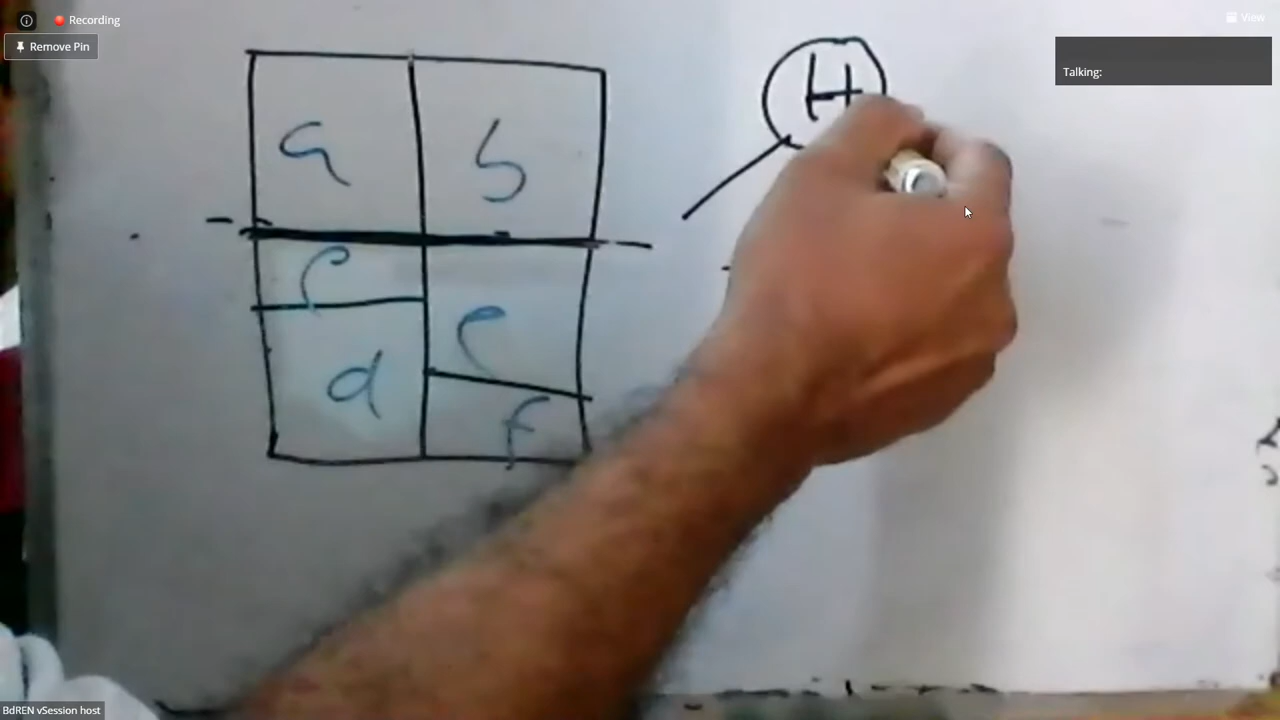 Recording
View
Remove Pin
Talking:
H
a b
c
e
d
f
BdREN vSession host